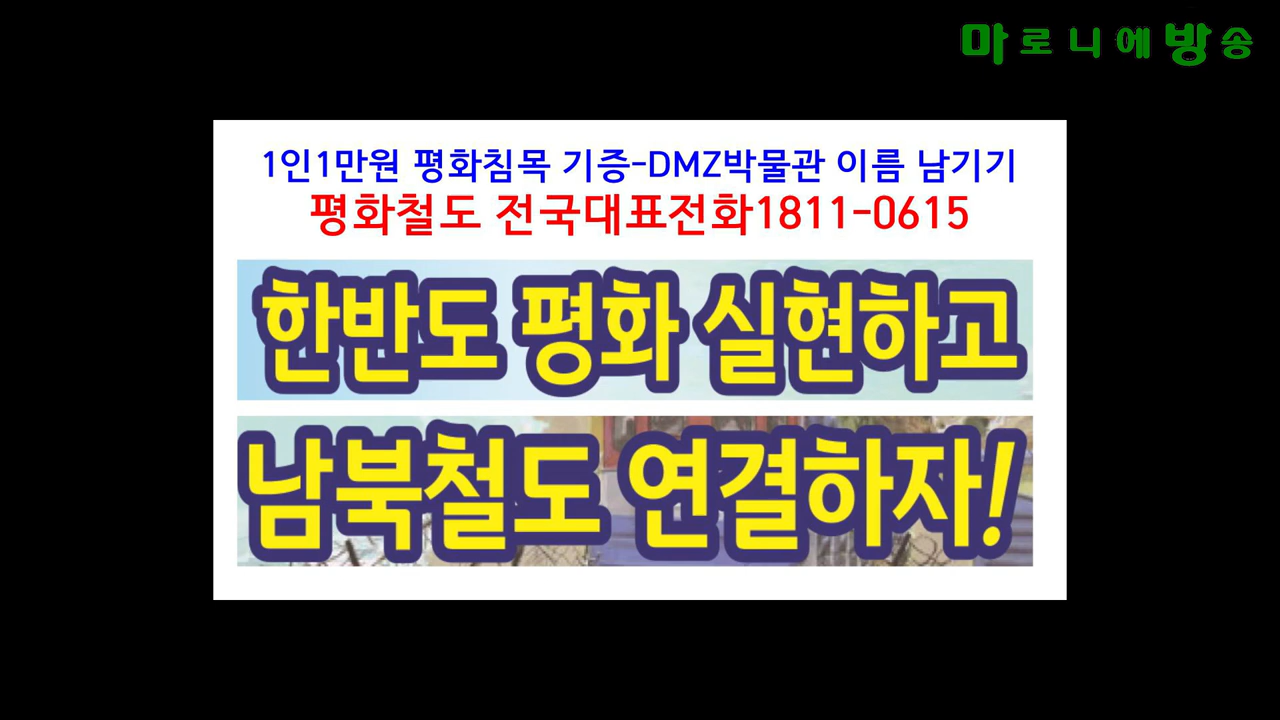 마로니에방송
1인1만원 평화침목 기증-DMZ박물관 이름 남기기
평화철도 전국대표전화1811-0615
한반도 평화 실현하고
남북철도 연결하자!